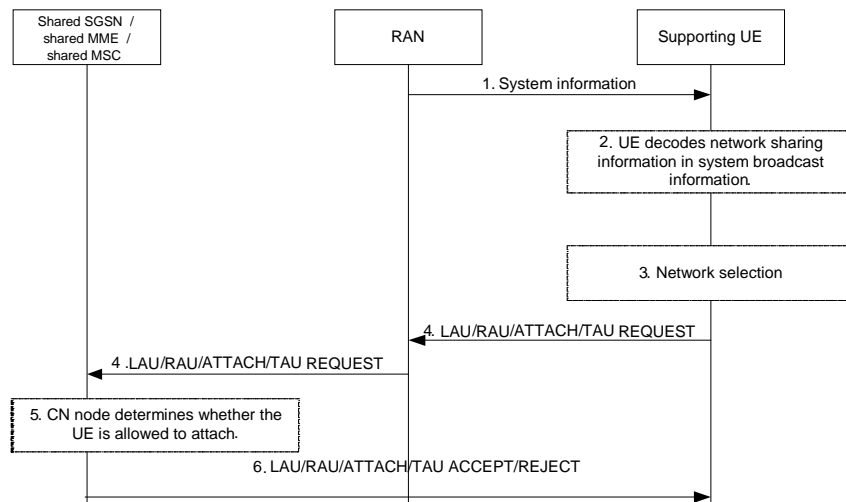 Shared SGSN /
shared MME /
shared MSC
RAN
Supporting UE
1. System information
2. UE decodes network sharing
information in system broadcast
information.
3. Network selection
4. LAU/RAU/ATTACH/TAU REQUEST
4 .LAU/RAU/ATTACH/TAU REQUEST
5. CN node determines whether the
UE is allowed to attach.
6. LAU/RAU/ATTACH/TAU ACCEPT/REJECT